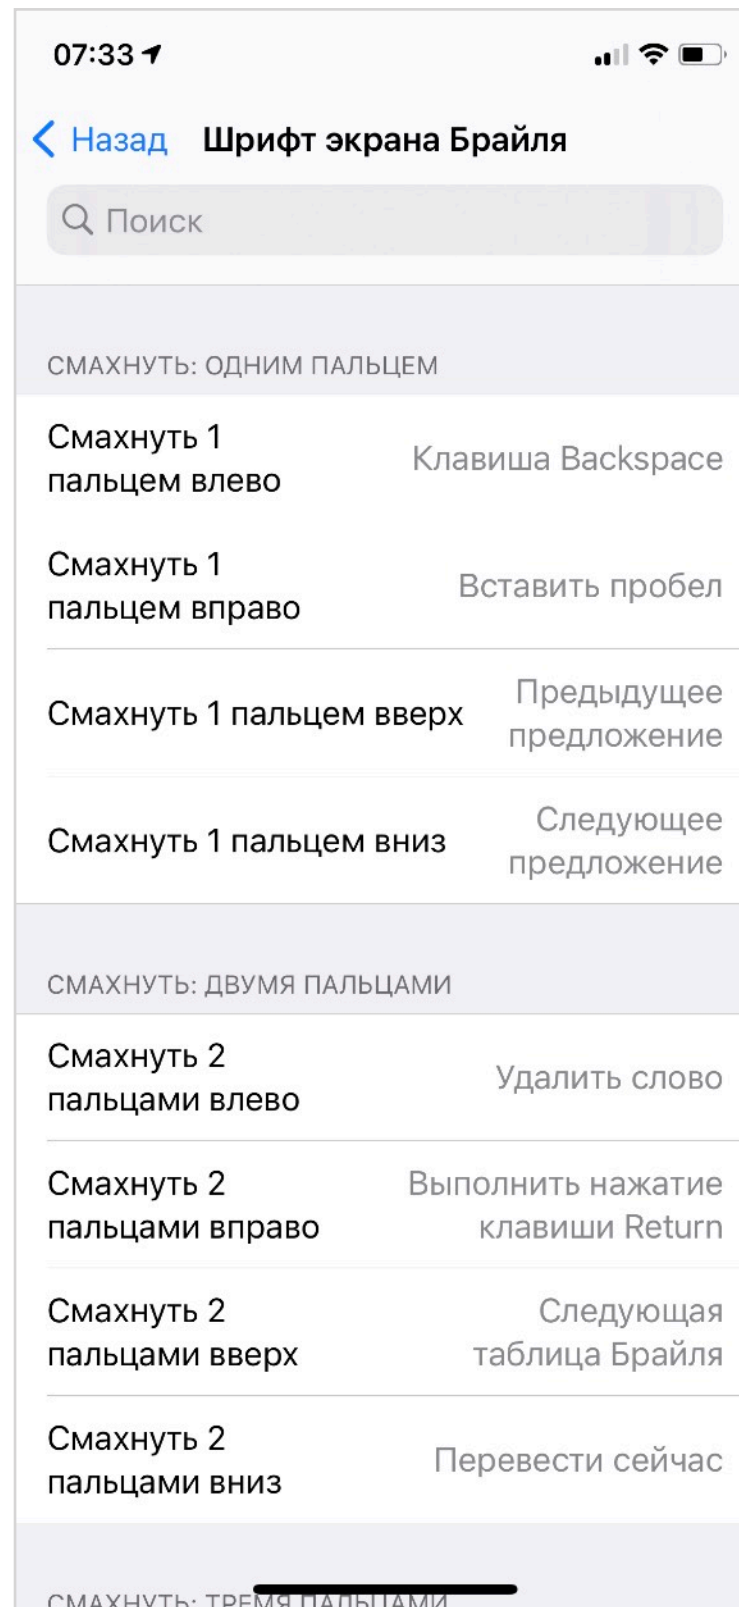 07:33
Назад Шрифт экрана Брайля
Поиск
СМАХНУТЬ: ОДНИМ ПАЛЬЦЕМ
Смахнуть 1
пальцем влево
Клавиша Backspace
Смахнуть 1
пальцем вправо
Вставить пробел
Смахнуть 1 пальцем вверх
Предыдущее
предложение
Смахнуть 1 пальцем вниз
Следующее
предложение
СМАХНУТЬ: ДВУМЯ ПАЛЬЦАМИ
Смахнуть 2
пальцами влево
Удалить слово
Смахнуть 2
пальцами вправо
Выполнить нажатие
клавиши Return
Смахнуть 2
пальцами вверх
Следующая
таблица Брайля
Смахнуть 2
пальцами вниз
Перевести сейчас
СМАХНУТЬ: ТРЕМЯ ПАЛЬЦАМИ